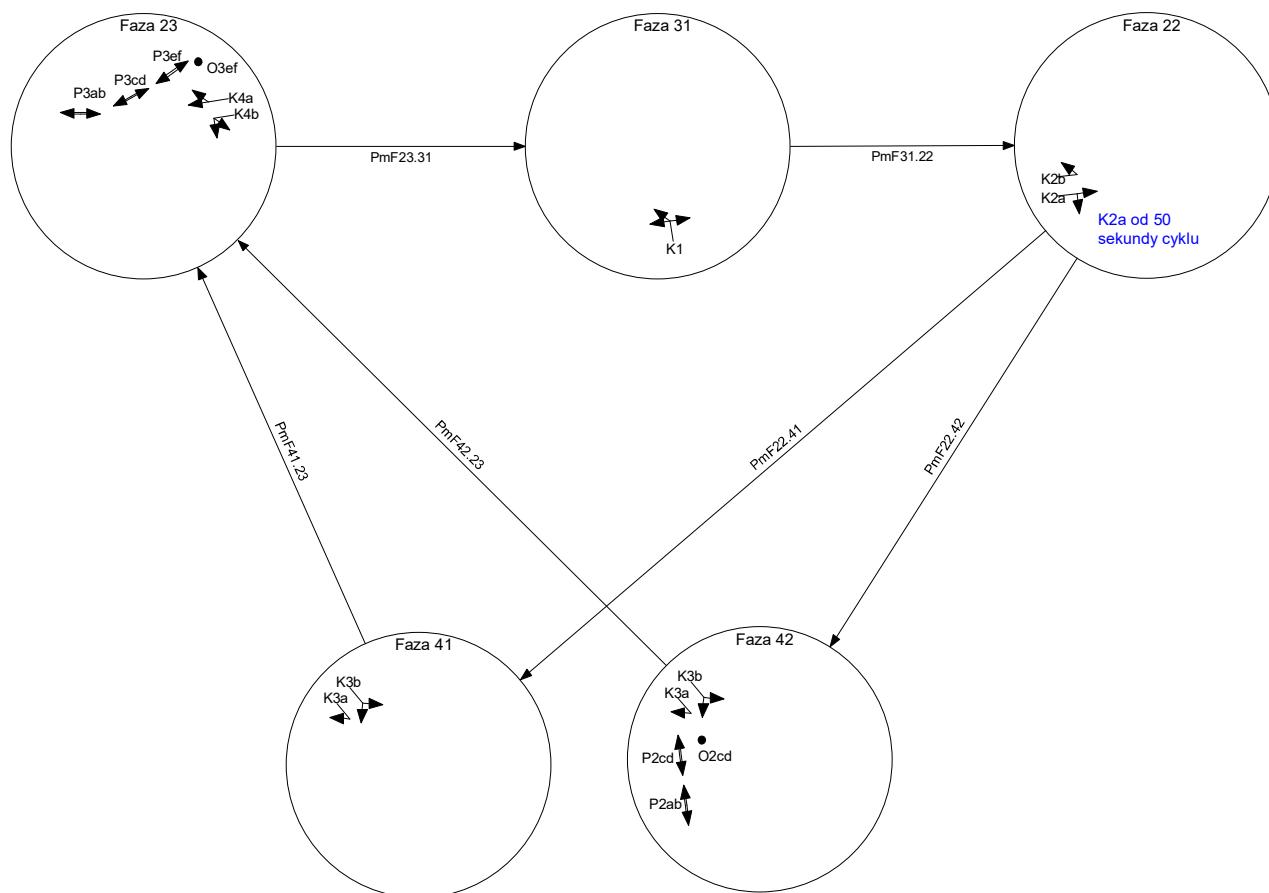 Faza 23
P3ef
O3ef
P3cd
P3ab
K4a
K4b
PmF23.31
Faza 31
K1
PmF31.22
Faza 22
K2b
K2a
K2a od 50
sekundy cyklu
PmF41.23
PmF42.23
PmF22.41
PmF22.42
Faza 41
K3b
K3a
Faza 42
K3b
K3a
P2cd
O2cd
P2ab